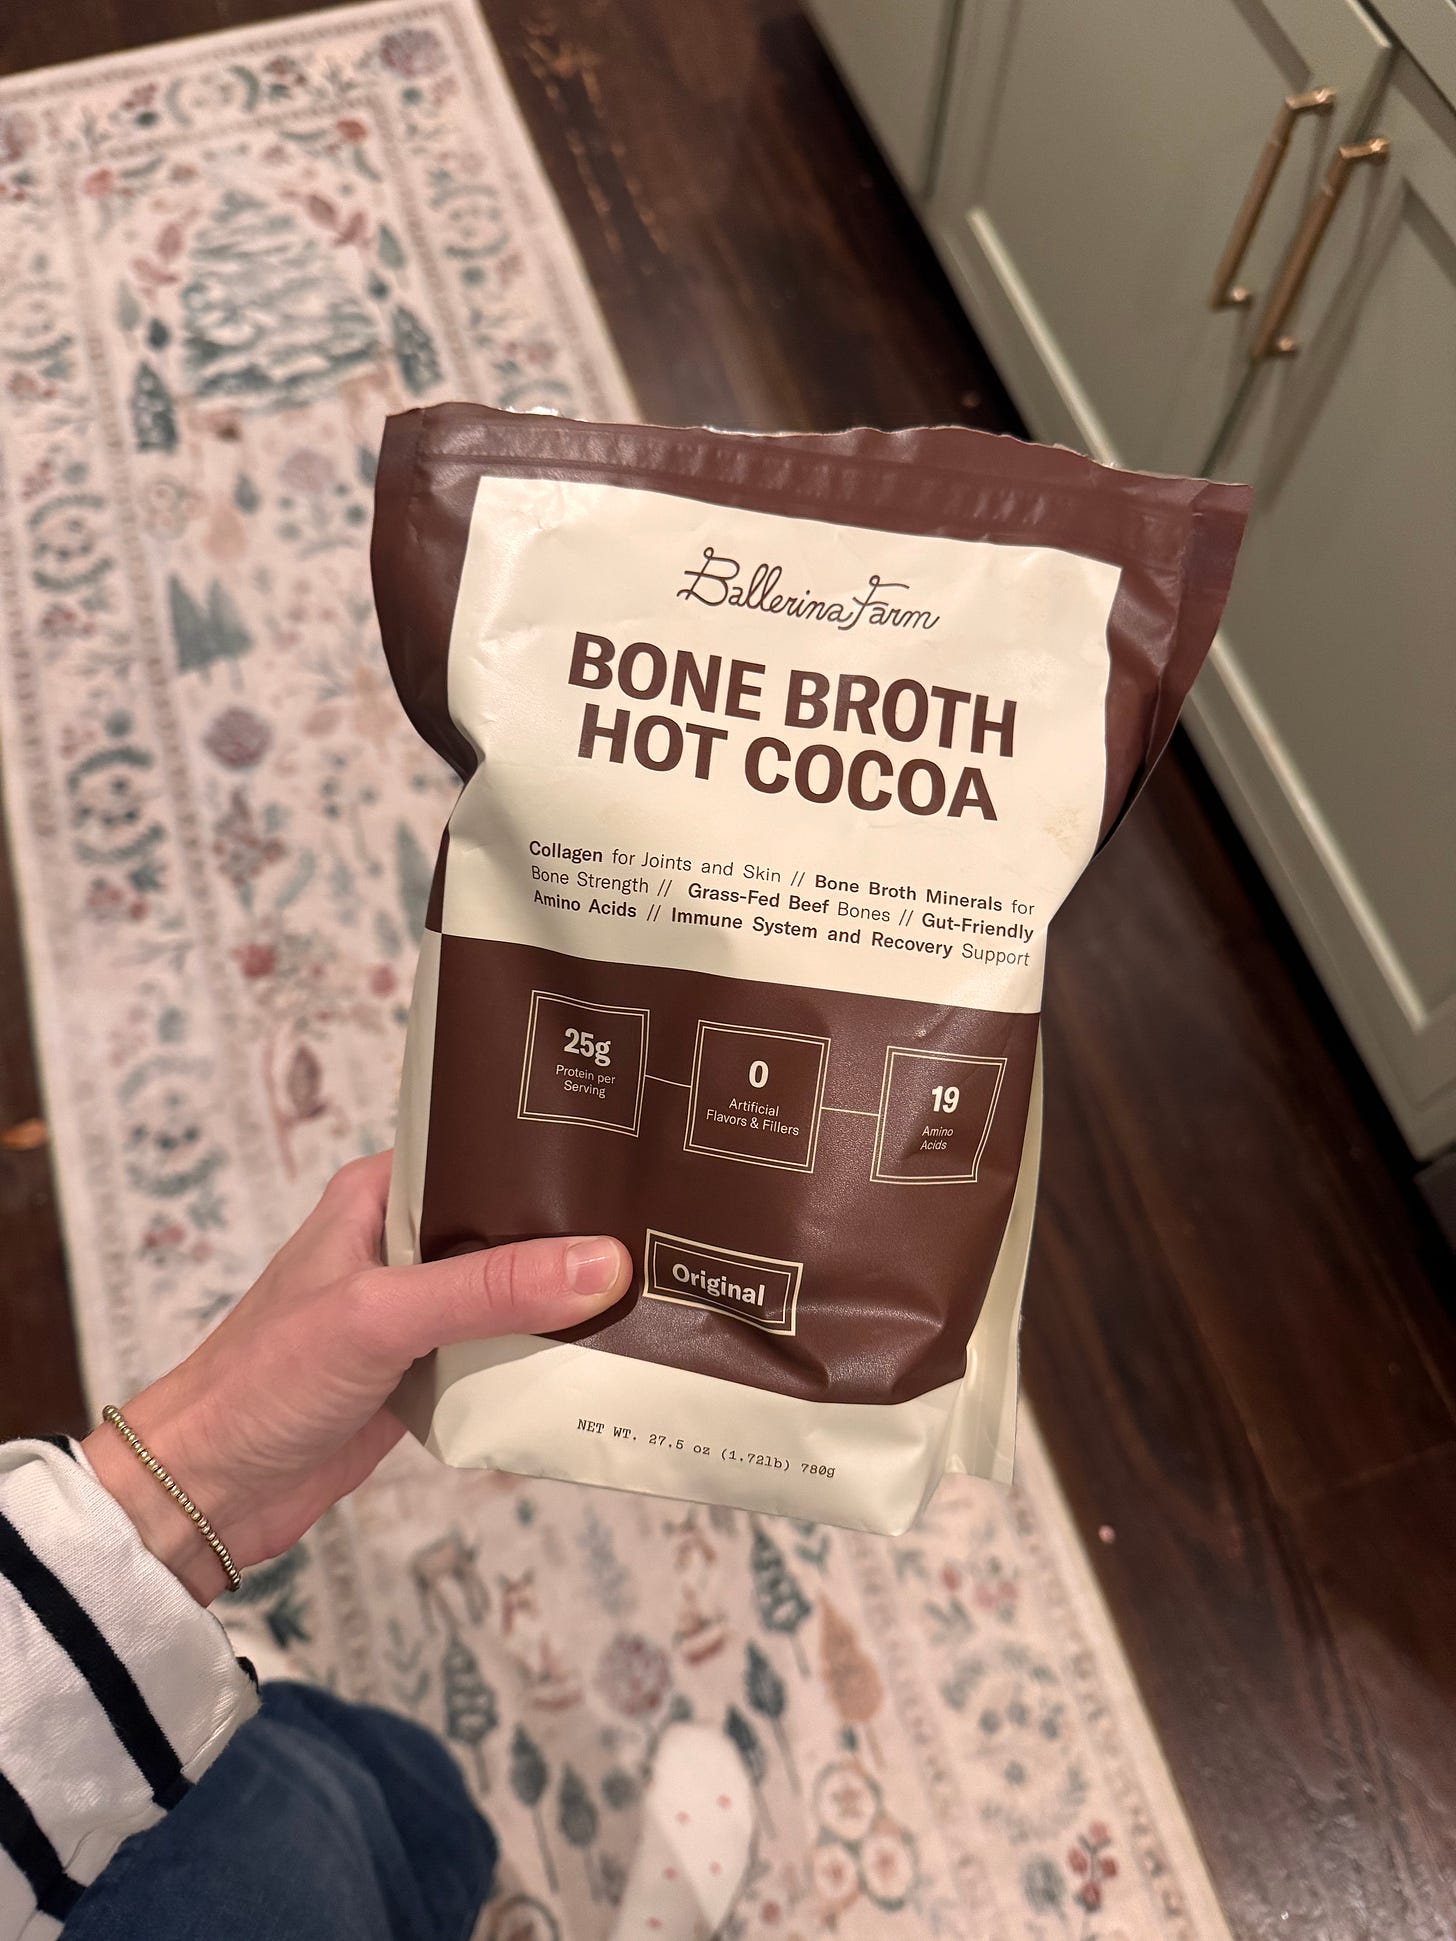 Ballerina Farm
BONE BROTH
HOT COCOA
Collagen for Joints and Skin // Bone Broth Minerals for
Bone Strength // Grass-Fed Beef Bones // Gut-Friendly
Amino Acids // Immune System and Recovery Support
25g
Protein per
Serving
0
Artificial
Flavors & Fillers
19
Amino
Acids
Original
NET WT. 27.5 oz (1.72lb) 780g